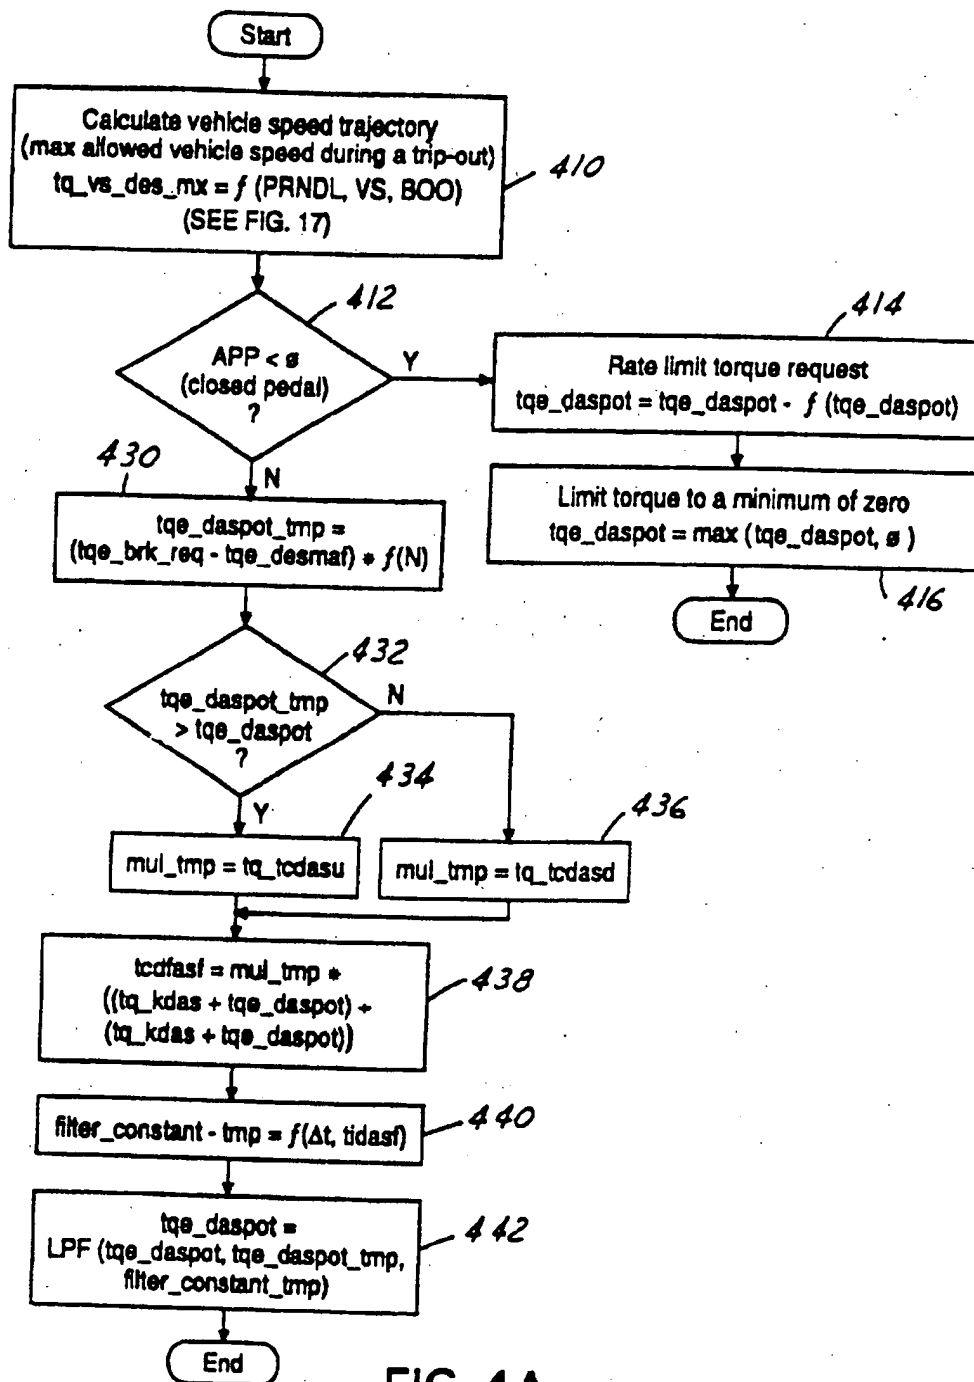 Start
Calculate vehicle speed trajectory
(max allowed vehicle speed during a trip-out)
tq_vs_des_mx = f (PRNDL, VS, BOO)
(SEE FIG. 17)
410
412
APP < ø
(closed pedal)
?
Y
N
414
Rate limit torque request
tqe_daspot = tqe_daspot - f (tqe_daspot)
Limit torque to a minimum of zero
tqe_daspot = max (tqe_daspot, ø )
416
End
430
tqe_daspot_tmp =
(tqe_brk_req - tqe_desmaf) * f(N)
432
tqe_daspot_tmp
> tqe_daspot
?
N
Y
434
mul_tmp = tq_tcdasu
436
mul_tmp = tq_tcdasd
tcdfasf = mul_tmp *
((tq_kdas + tqe_daspot) ÷
(tq_kdas + tqe_daspot))
438
filter_constant - tmp = f(Δt, tidasf)
440
tqe_daspot =
LPF (tqe_daspot, tqe_daspot_tmp,
filter_constant_tmp)
442
End
FIG. 4A